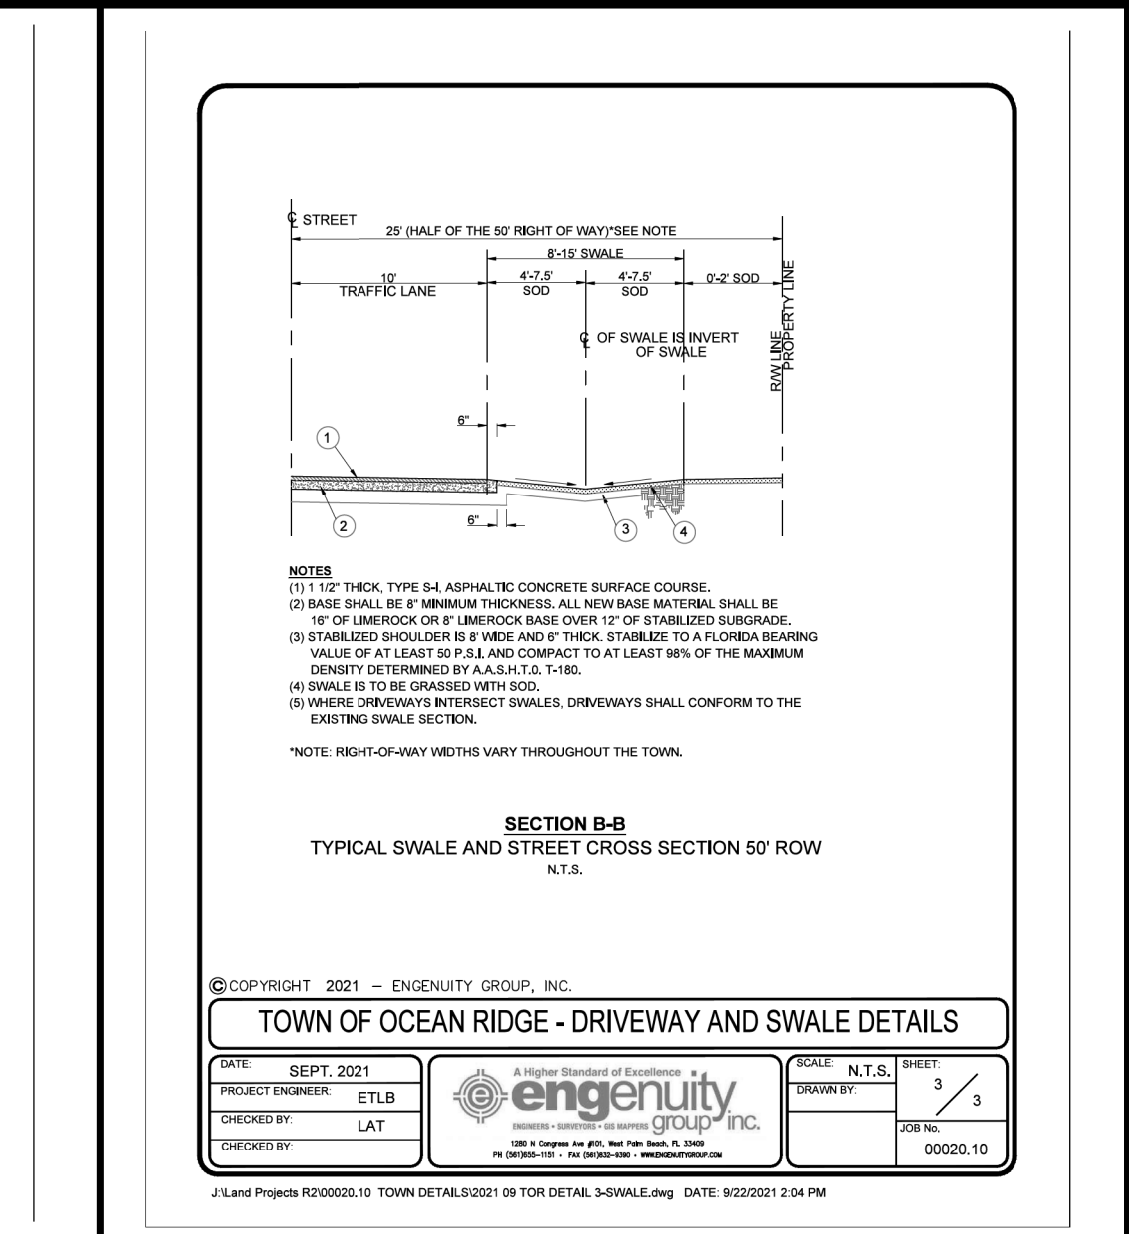 ℄ STREET
25' (HALF OF THE 50' RIGHT OF WAY)*SEE NOTE
8'-15' SWALE
10'
TRAFFIC LANE
4'-7.5'
SOD
4'-7.5'
SOD
0'-2' SOD
℄ OF SWALE IS INVERT
OF SWALE
R/W LINE
PROPERTY LINE
6"
1
2
6"
3
4
NOTES
(1) 1 1/2" THICK, TYPE S-I, ASPHALTIC CONCRETE SURFACE COURSE.
(2) BASE SHALL BE 8" MINIMUM THICKNESS. ALL NEW BASE MATERIAL SHALL BE
16" OF LIMEROCK OR 8" LIMEROCK BASE OVER 12" OF STABILIZED SUBGRADE.
(3) STABILIZED SHOULDER IS 8' WIDE AND 6" THICK. STABILIZE TO A FLORIDA BEARING
VALUE OF AT LEAST 50 P.S.I. AND COMPACT TO AT LEAST 98% OF THE MAXIMUM
DENSITY DETERMINED BY A.A.S.H.T.O. T-180.
(4) SWALE IS TO BE GRASSED WITH SOD.
(5) WHERE DRIVEWAYS INTERSECT SWALES, DRIVEWAYS SHALL CONFORM TO THE
EXISTING SWALE SECTION.
*NOTE: RIGHT-OF-WAY WIDTHS VARY THROUGHOUT THE TOWN.
SECTION B-B
TYPICAL SWALE AND STREET CROSS SECTION 50' ROW
N.T.S.
©COPYRIGHT 2021 – ENGENUITY GROUP, INC.
TOWN OF OCEAN RIDGE - DRIVEWAY AND SWALE DETAILS
DATE: SEPT. 2021
PROJECT ENGINEER: ETLB
CHECKED BY: LAT
CHECKED BY:
A Higher Standard of Excellence
engenuity
group inc.
ENGINEERS • SURVEYORS • GIS MAPPERS
1280 N Congress Ave #101, West Palm Beach, FL 33409
PH (561)655-1151 • FAX (561)832-9390 • WWW.ENGENUITYGROUP.COM
SCALE: N.T.S.
DRAWN BY:
SHEET:
3 / 3
JOB No.
00020.10
J:\Land Projects R2\00020.10 TOWN DETAILS\2021 09 TOR DETAIL 3-SWALE.dwg DATE: 9/22/2021 2:04 PM